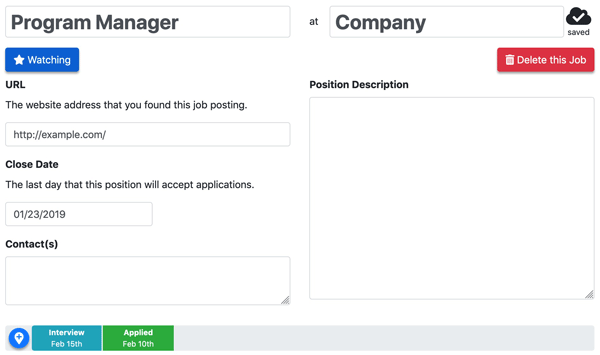 Program Manager
at
Company
saved
Watching
Delete this Job
URL
The website address that you found this job posting.
http://example.com/
Close Date
The last day that this position will accept applications.
01/23/2019
Contact(s)
Position Description
Interview
Feb 15th
Applied
Feb 10th